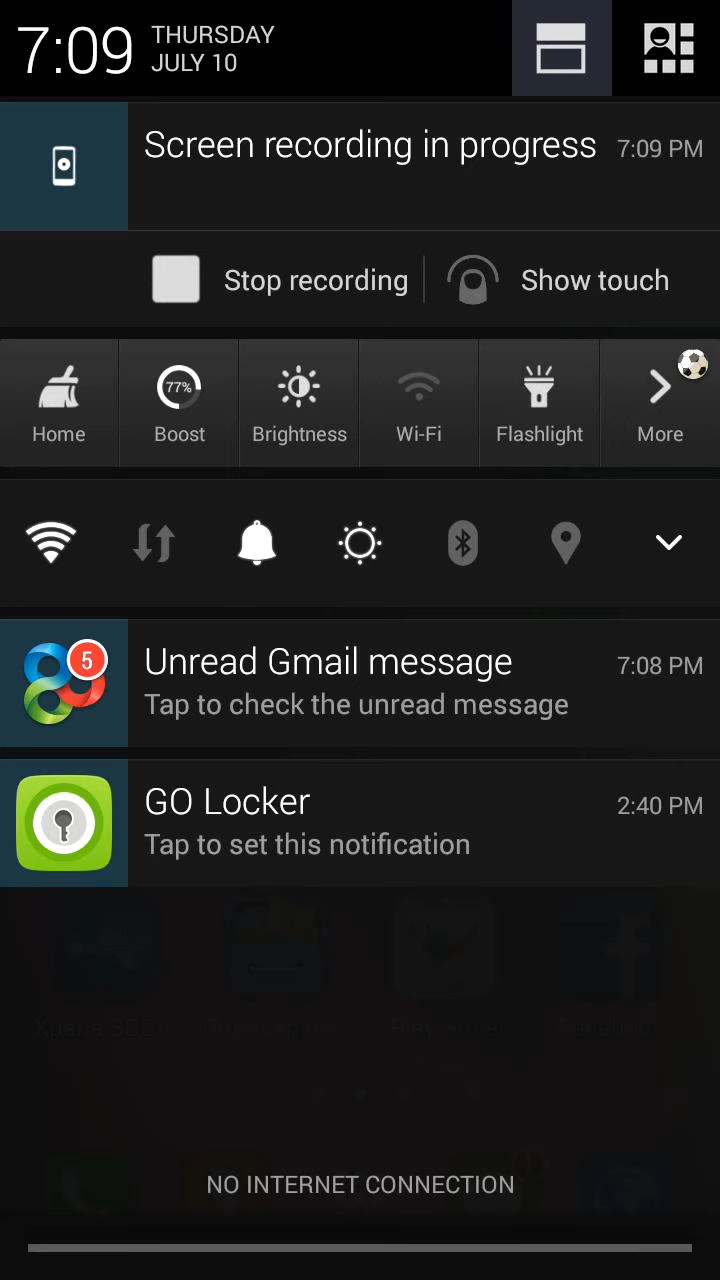 7:09
THURSDAY
JULY 10
Screen recording in progress
7:09 PM
Stop recording
Show touch
77%
Home
Boost
Brightness
Wi-Fi
Flashlight
More
5
Unread Gmail message
7:08 PM
Tap to check the unread message
GO Locker
2:40 PM
Tap to set this notification
NO INTERNET CONNECTION